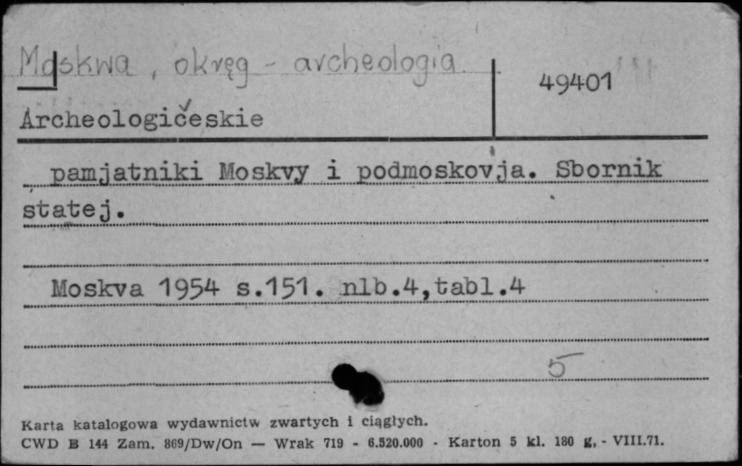 Moskwa, okręg - archeologia
49401
Archeologičeskie
pamjatniki Moskvy i podmoskov'ja. Sbornik
statej.
Moskva 1954 s.151. nlb.4,tabl.4
5
Karta katalogowa wydawnictw zwartych i ciągłych.
CWD B 144 Zam. 869/Dw/On — Wrak 719 - 6.520.000 - Karton 5 kl. 180 g, - VIII.71.